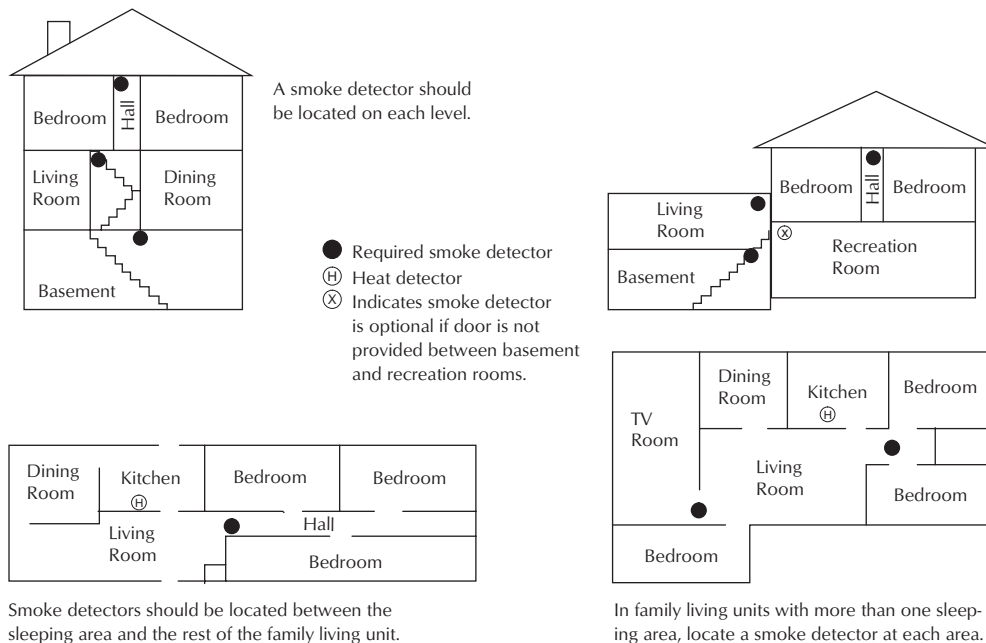 A smoke detector should
be located on each level.
Bedroom
Hall
Bedroom
Living
Room
Dining
Room
Basement
Required smoke detector
H Heat detector
X Indicates smoke detector
is optional if door is not
provided between basement
and recreation rooms.
Bedroom
Hall
Bedroom
Living
Room
X
Recreation
Room
Basement
Dining
Room
Kitchen
H
Bedroom
Bedroom
Living
Room
Hall
Bedroom
Smoke detectors should be located between the
sleeping area and the rest of the family living unit.
TV
Room
Dining
Room
Kitchen
H
Bedroom
Living
Room
Bedroom
Bedroom
In family living units with more than one sleep-
ing area, locate a smoke detector at each area.